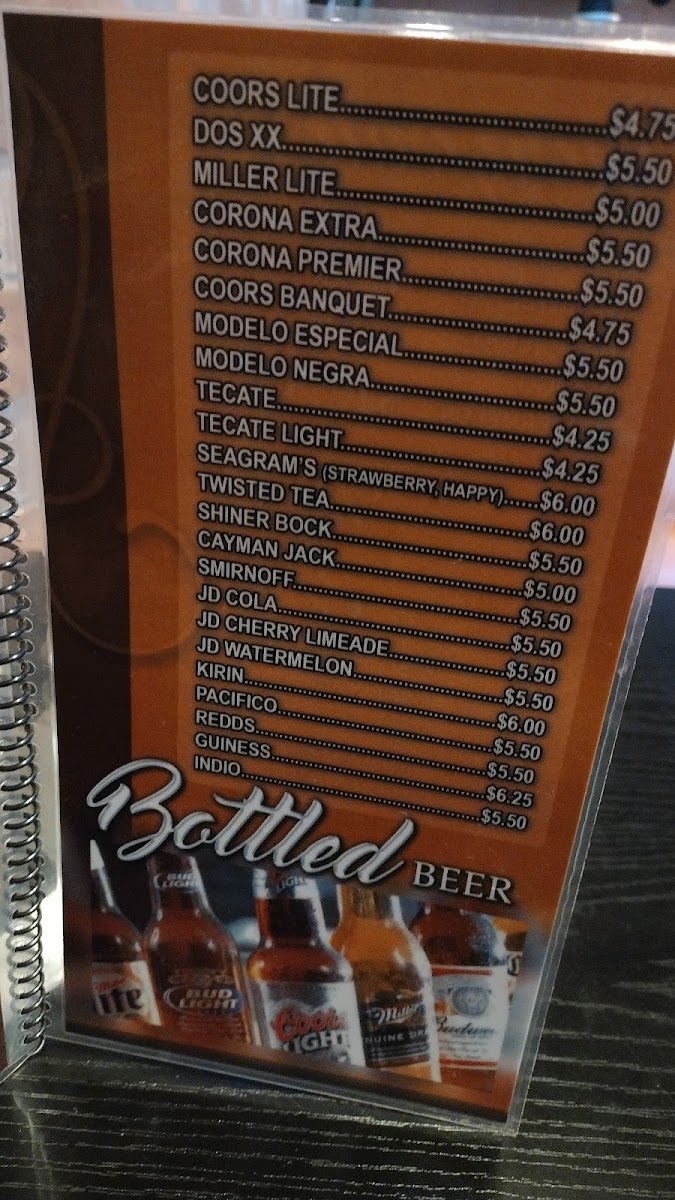 COORS LITE........................................$4.75
DOS XX........................................$5.50
MILLER LITE........................................$5.00
CORONA EXTRA........................................$5.50
CORONA PREMIER........................................$5.50
COORS BANQUET........................................$4.75
MODELO ESPECIAL........................................$5.50
MODELO NEGRA........................................$5.50
TECATE........................................$4.25
TECATE LIGHT........................................$4.25
SEAGRAM'S (STRAWBERRY, HAPPY)......$6.00
TWISTED TEA........................................$6.00
SHINER BOCK........................................$5.50
CAYMAN JACK........................................$5.00
SMIRNOFF........................................$5.50
JD COLA........................................$5.50
JD CHERRY LIMEADE........................................$5.50
JD WATERMELON........................................$5.50
KIRIN........................................$6.00
PACIFICO........................................$5.50
REDDS........................................$5.50
GUINESS........................................$6.25
INDIO........................................$5.50
Bottled BEER
BUD LIGHT
LIGHT
BUD LIGHT
Coors LIGHT
Miller